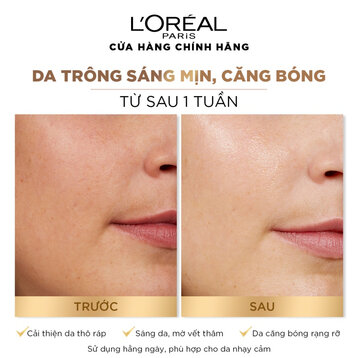 L'ORÉAL
PARIS
CỬA HÀNG CHÍNH HÃNG
DA TRÔNG SÁNG MỊN, CĂNG BÓNG
TỪ SAU 1 TUẦN
TRƯỚC
SAU
Cải thiện da thô ráp
Sáng da, mờ vết thâm
Da căng bóng rạng rỡ
Sử dụng hằng ngày, phù hợp cho da nhạy cảm